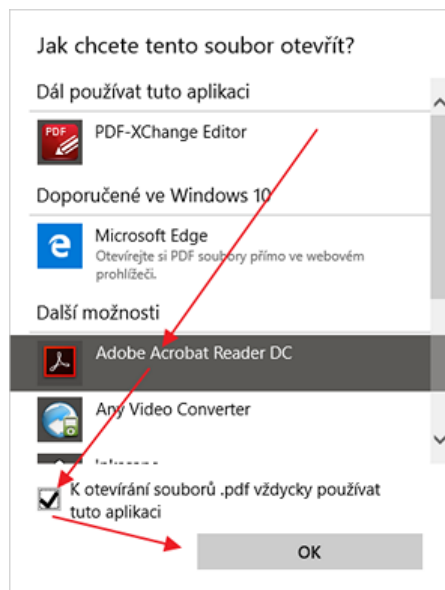 Jak chcete tento soubor otevřít?
Dál používat tuto aplikaci
PDF
PDF-XChange Editor
Doporučené ve Windows 10
Microsoft Edge
Otevírejte si PDF soubory přímo ve webovém
prohlížeči.
Další možnosti
Adobe Acrobat Reader DC
Any Video Converter
K otevírání souborů .pdf vždycky používat
tuto aplikaci
OK